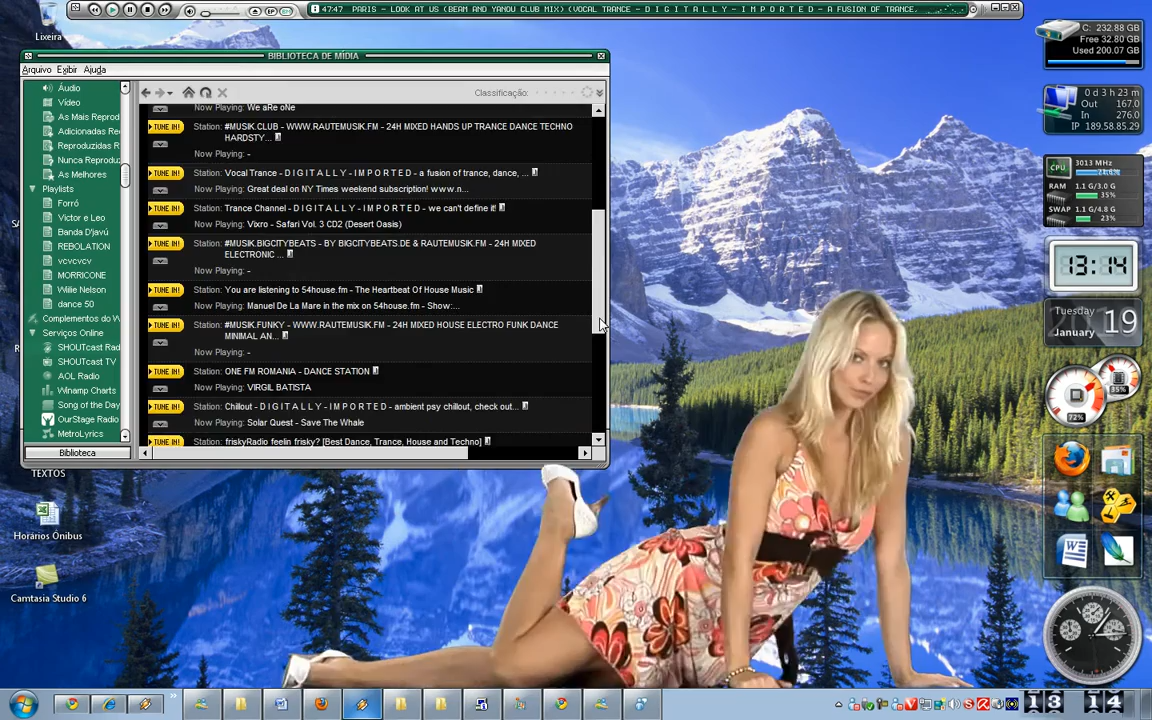 Lixeira
47:47 PARIS - LOOK AT US (BEAM AND YANOU CLUB MIX) (VOCAL TRANCE - D I G I T A L L Y - I M P O R T E D - A FUSION OF TRANCE,
BIBLIOTECA DE MÍDIA
Arquivo Exibir Ajuda
Classificação:
Áudio
Vídeo
As Mais Reprod
Adicionadas Re
Reproduzidas R
Nunca Reproduz
As Melhores
Playlists
Forró
Victor e Leo
Banda D'javú
REBOLATION
vcvcvcv
MORRICONE
Willie Nelson
dance 50
Complementos do W
Serviços Online
SHOUTcast Rad
SHOUTcast TV
AOL Radio
Winamp Charts
Song of the Day
OurStage Radio
MetroLyrics
Biblioteca
Now Playing: We aRe oNe
TUNE IN! Station: #MUSIK.CLUB - WWW.RAUTEMUSIK.FM - 24H MIXED HANDS UP TRANCE DANCE TECHNO
HARDSTY...
Now Playing: -
TUNE IN! Station: Vocal Trance - D I G I T A L L Y - I M P O R T E D - a fusion of trance, dance, ...
Now Playing: Great deal on NY Times weekend subscription! www.n...
TUNE IN! Station: Trance Channel - D I G I T A L L Y - I M P O R T E D - we can't define it!
Now Playing: Vixro - Safari Vol. 3 CD2 (Desert Oasis)
TUNE IN! Station: #MUSIK.BIGCITYBEATS - BY BIGCITYBEATS.DE & RAUTEMUSIK.FM - 24H MIXED
ELECTRONIC ...
Now Playing: -
TUNE IN! Station: You are listening to 54house.fm - The Heartbeat Of House Music
Now Playing: Manuel De La Mare in the mix on 54house.fm - Show:...
TUNE IN! Station: #MUSIK.FUNKY - WWW.RAUTEMUSIK.FM - 24H MIXED HOUSE ELECTRO FUNK DANCE
MINIMAL AN...
Now Playing: -
TUNE IN! Station: ONE FM ROMANIA - DANCE STATION
Now Playing: VIRGIL BATISTA
TUNE IN! Station: Chillout - D I G I T A L L Y - I M P O R T E D - ambient psy chillout, check out...
Now Playing: Solar Quest - Save The Whale
TUNE IN! Station: friskyRadio feelin frisky? [Best Dance, Trance, House and Techno]
TEXTOS
Horários Ônibus
Camtasia Studio 6
C: 232.88 GB
Free 32.80 GB
Used 200.07 GB
0 d 3 h 23 m
Out 167.0
In 276.0
IP 189.58.85.29
CPU 3013 MHz
RAM 1.1 G/3.0 G
35%
SWAP 1.1 G/4.8 G
23%
13:14
Tuesday
January 19
35%
72%
13 14